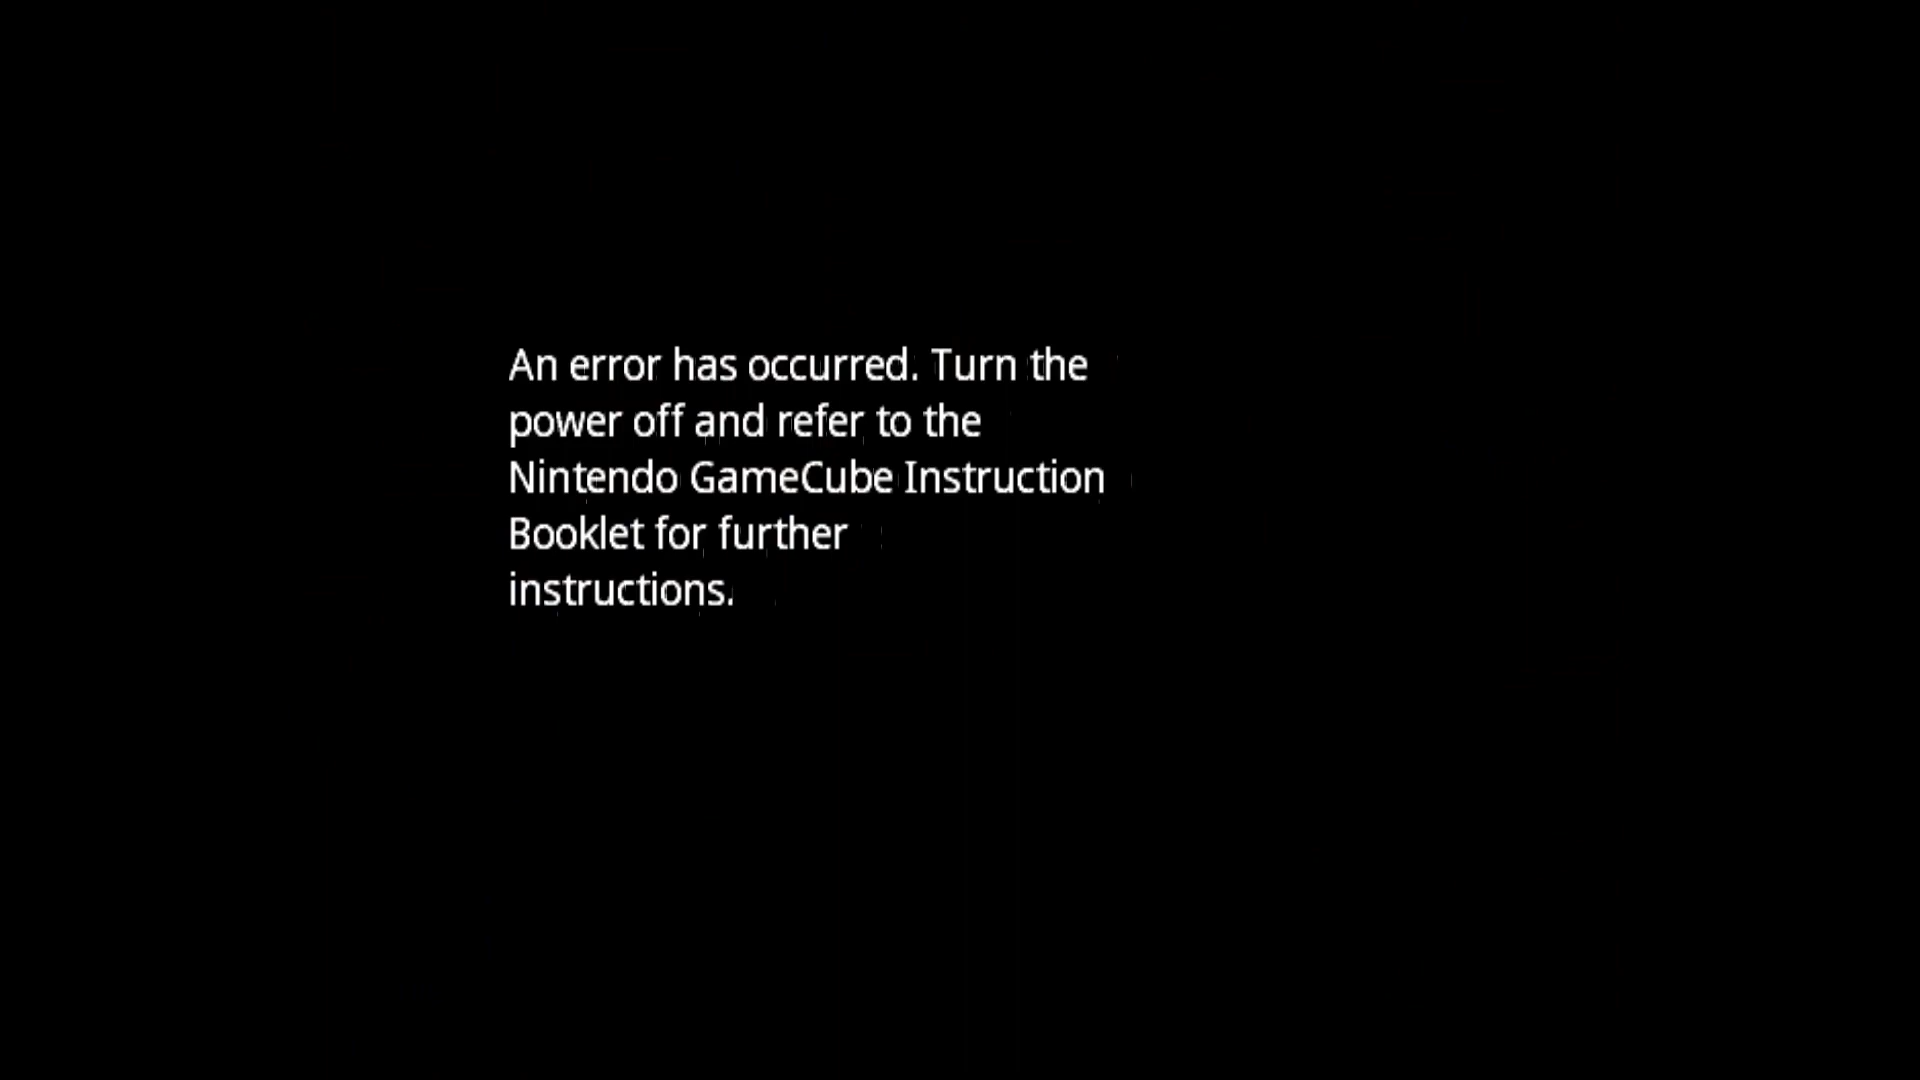 An error has occurred. Turn the
power off and refer to the
Nintendo GameCube Instruction
Booklet for further
instructions.